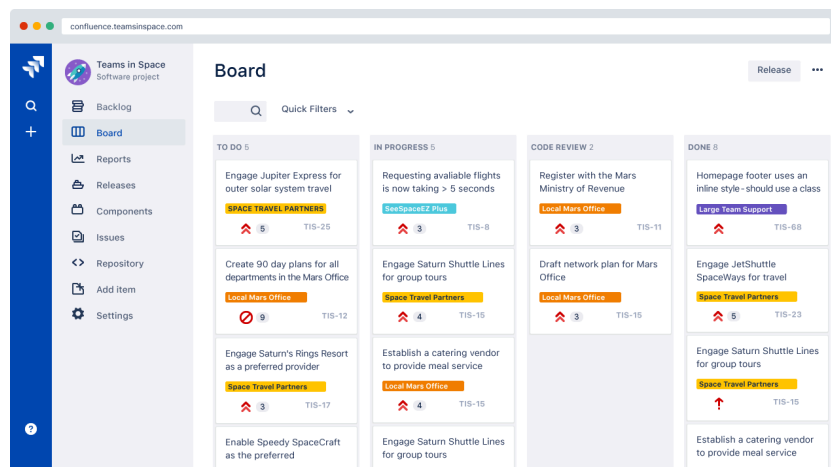 confluence.teamsinspace.com
Teams in Space
Software project
Backlog
Board
Reports
Releases
Components
Issues
Repository
Add item
Settings
?
Board
Release
Quick Filters
TO DO 5
Engage Jupiter Express for
outer solar system travel
SPACE TRAVEL PARTNERS
5
TIS-25
Create 90 day plans for all
departments in the Mars Office
Local Mars Office
9
TIS-12
Engage Saturn's Rings Resort
as a preferred provider
Space Travel Partners
3
TIS-17
Enable Speedy SpaceCraft
as the preferred
IN PROGRESS 5
Requesting avaliable flights
is now taking > 5 seconds
SeeSpaceEZ Plus
3
TIS-8
Engage Saturn Shuttle Lines
for group tours
Space Travel Partners
4
TIS-15
Establish a catering vendor
to provide meal service
Local Mars Office
4
TIS-15
Engage Saturn Shuttle Lines
for group tours
CODE REVIEW 2
Register with the Mars
Ministry of Revenue
Local Mars Office
3
TIS-11
Draft network plan for Mars
Office
Local Mars Office
3
TIS-15
DONE 8
Homepage footer uses an
inline style - should use a class
Large Team Support
TIS-68
Engage JetShuttle
SpaceWays for travel
Space Travel Partners
5
TIS-23
Engage Saturn Shuttle Lines
for group tours
Space Travel Partners
TIS-15
Establish a catering vendor
to provide meal service